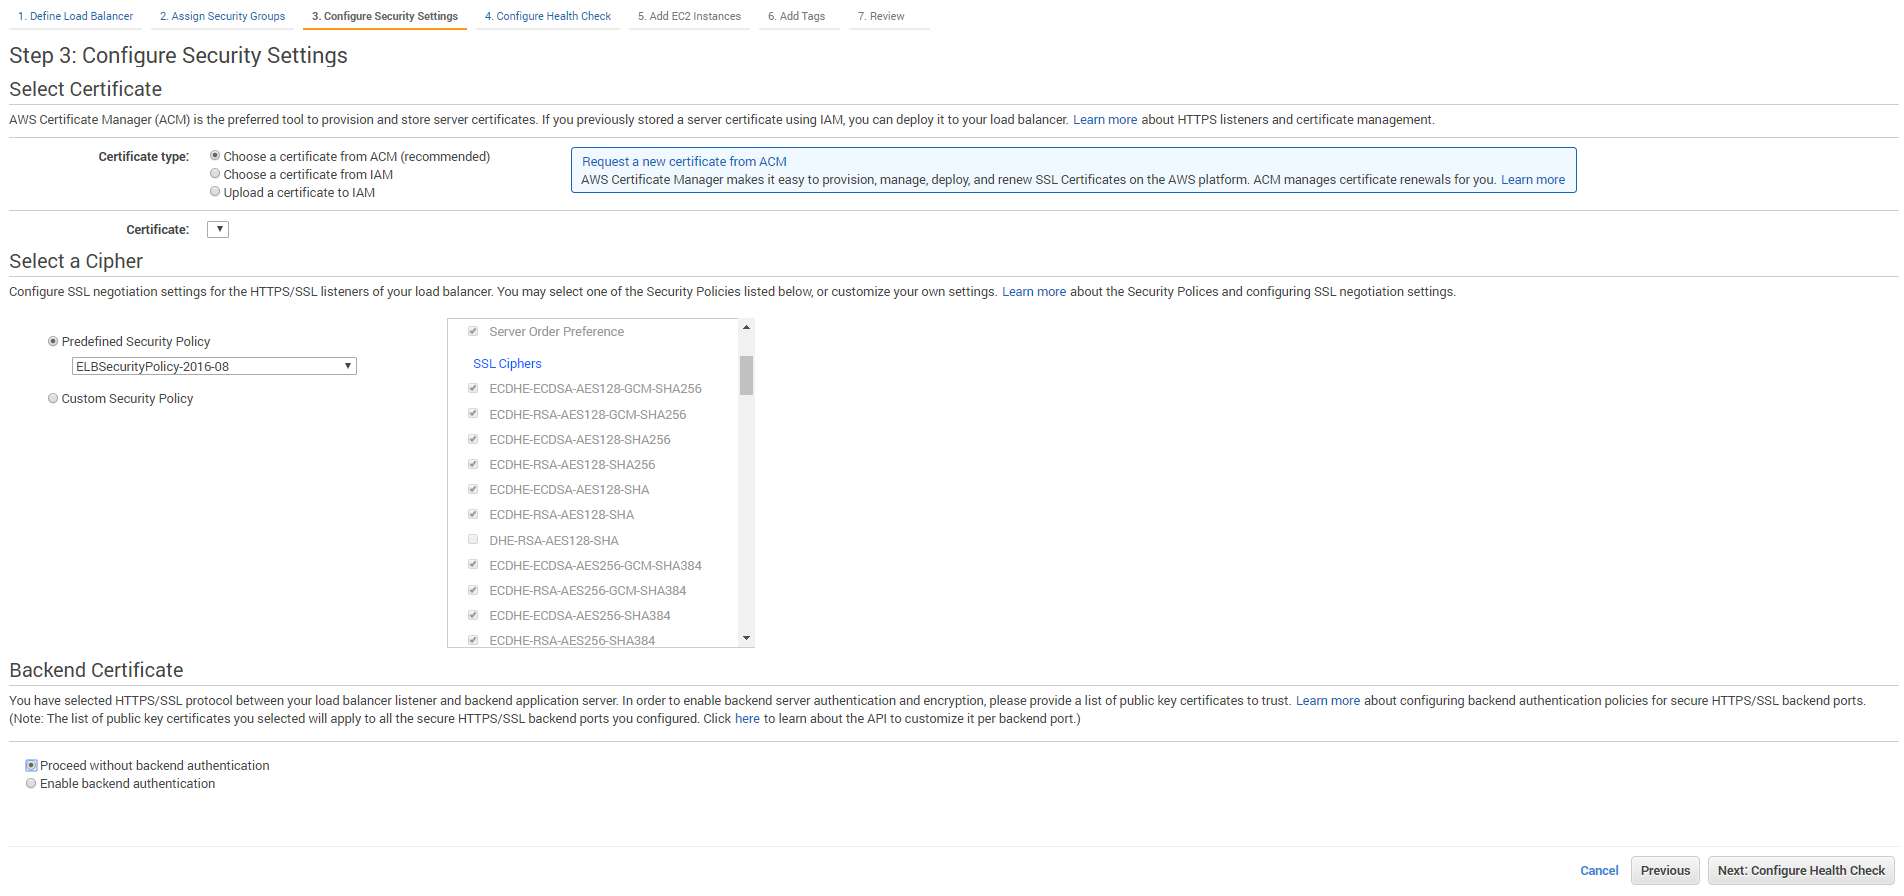 1. Define Load Balancer 2. Assign Security Groups 3. Configure Security Settings 4. Configure Health Check 5. Add EC2 Instances 6. Add Tags 7. Review
Step 3: Configure Security Settings
Select Certificate
AWS Certificate Manager (ACM) is the preferred tool to provision and store server certificates. If you previously stored a server certificate using IAM, you can deploy it to your load balancer. Learn more about HTTPS listeners and certificate management.
Certificate type: Choose a certificate from ACM (recommended)
Choose a certificate from IAM
Upload a certificate to IAM
Request a new certificate from ACM
AWS Certificate Manager makes it easy to provision, manage, deploy, and renew SSL Certificates on the AWS platform. ACM manages certificate renewals for you. Learn more
Certificate:
Select a Cipher
Configure SSL negotiation settings for the HTTPS/SSL listeners of your load balancer. You may select one of the Security Policies listed below, or customize your own settings. Learn more about the Security Polices and configuring SSL negotiation settings.
Predefined Security Policy
ELBSecurityPolicy-2016-08
Custom Security Policy
Server Order Preference
SSL Ciphers
ECDHE-ECDSA-AES128-GCM-SHA256
ECDHE-RSA-AES128-GCM-SHA256
ECDHE-ECDSA-AES128-SHA256
ECDHE-RSA-AES128-SHA256
ECDHE-ECDSA-AES128-SHA
ECDHE-RSA-AES128-SHA
DHE-RSA-AES128-SHA
ECDHE-ECDSA-AES256-GCM-SHA384
ECDHE-RSA-AES256-GCM-SHA384
ECDHE-ECDSA-AES256-SHA384
ECDHE-RSA-AES256-SHA384
Backend Certificate
You have selected HTTPS/SSL protocol between your load balancer listener and backend application server. In order to enable backend server authentication and encryption, please provide a list of public key certificates to trust. Learn more about configuring backend authentication policies for secure HTTPS/SSL backend ports.
(Note: The list of public key certificates you selected will apply to all the secure HTTPS/SSL backend ports you configured. Click here to learn about the API to customize it per backend port.)
Proceed without backend authentication
Enable backend authentication
Cancel Previous Next: Configure Health Check